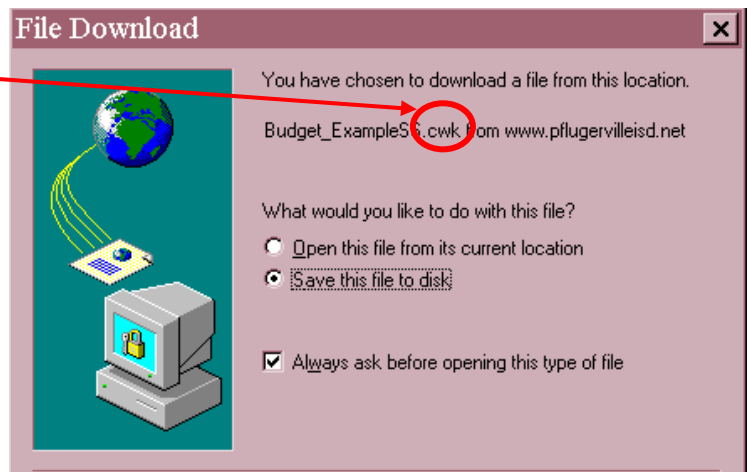 File Download
You have chosen to download a file from this location.
Budget_ExampleSS.cwk from www.pflugervilleisd.net
What would you like to do with this file?
Open this file from its current location
Save this file to disk
Always ask before opening this type of file